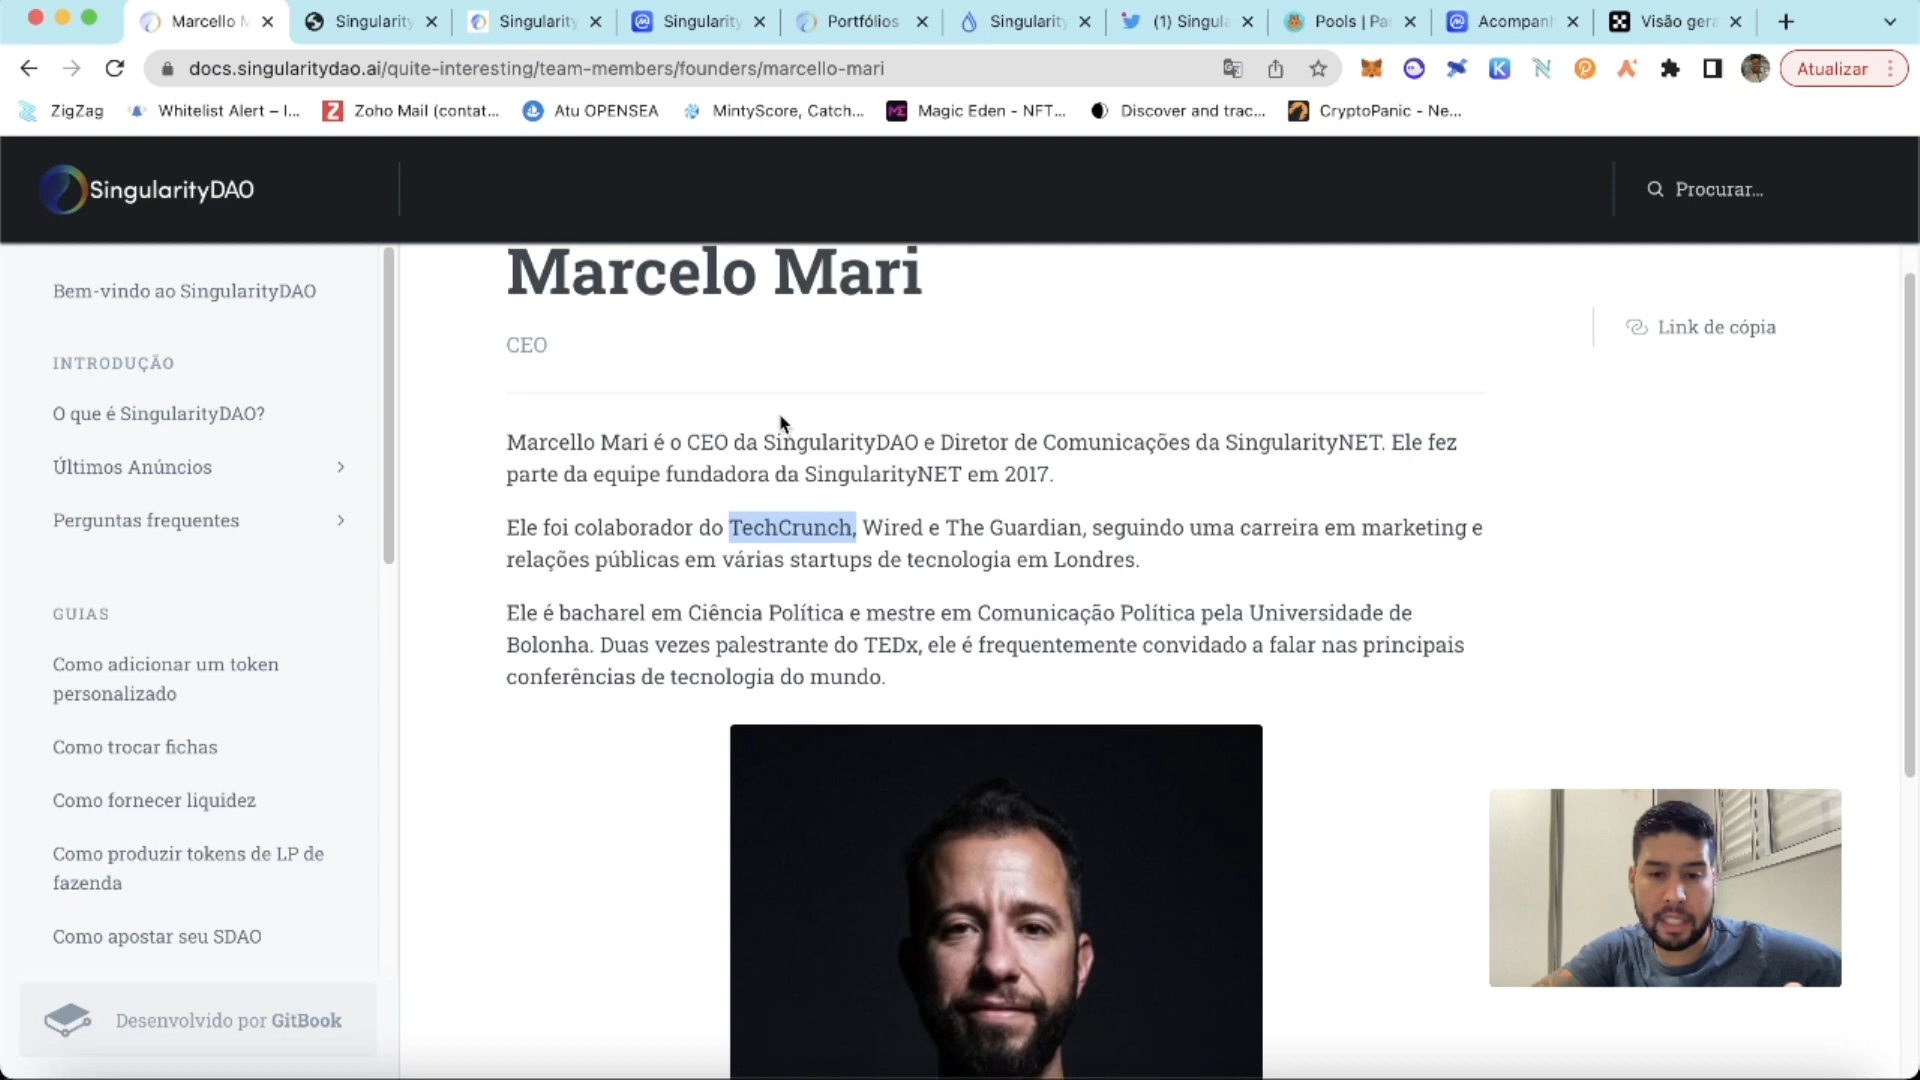 Marcello M
Singularity
Singularity
Singularity
Portfólios
Singularity
(1) Singula
Pools | Pa
Acompanh
Visão gera
docs.singularitydao.ai/quite-interesting/team-members/founders/marcello-mari
Atualizar
ZigZag
Whitelist Alert – I...
Zoho Mail (contat...
Atu OPENSEA
MintyScore, Catch...
Magic Eden - NFT...
Discover and trac...
CryptoPanic - Ne...
SingularityDAO
Procurar...
Bem-vindo ao SingularityDAO
INTRODUÇÃO
O que é SingularityDAO?
Últimos Anúncios
Perguntas frequentes
GUIAS
Como adicionar um token
personalizado
Como trocar fichas
Como fornecer liquidez
Como produzir tokens de LP de
fazenda
Como apostar seu SDAO
Desenvolvido por GitBook
Marcelo Mari
CEO
Marcello Mari é o CEO da SingularityDAO e Diretor de Comunicações da SingularityNET. Ele fez
parte da equipe fundadora da SingularityNET em 2017.
Ele foi colaborador do TechCrunch, Wired e The Guardian, seguindo uma carreira em marketing e
relações públicas em várias startups de tecnologia em Londres.
Ele é bacharel em Ciência Política e mestre em Comunicação Política pela Universidade de
Bolonha. Duas vezes palestrante do TEDx, ele é frequentemente convidado a falar nas principais
conferências de tecnologia do mundo.
Link de cópia